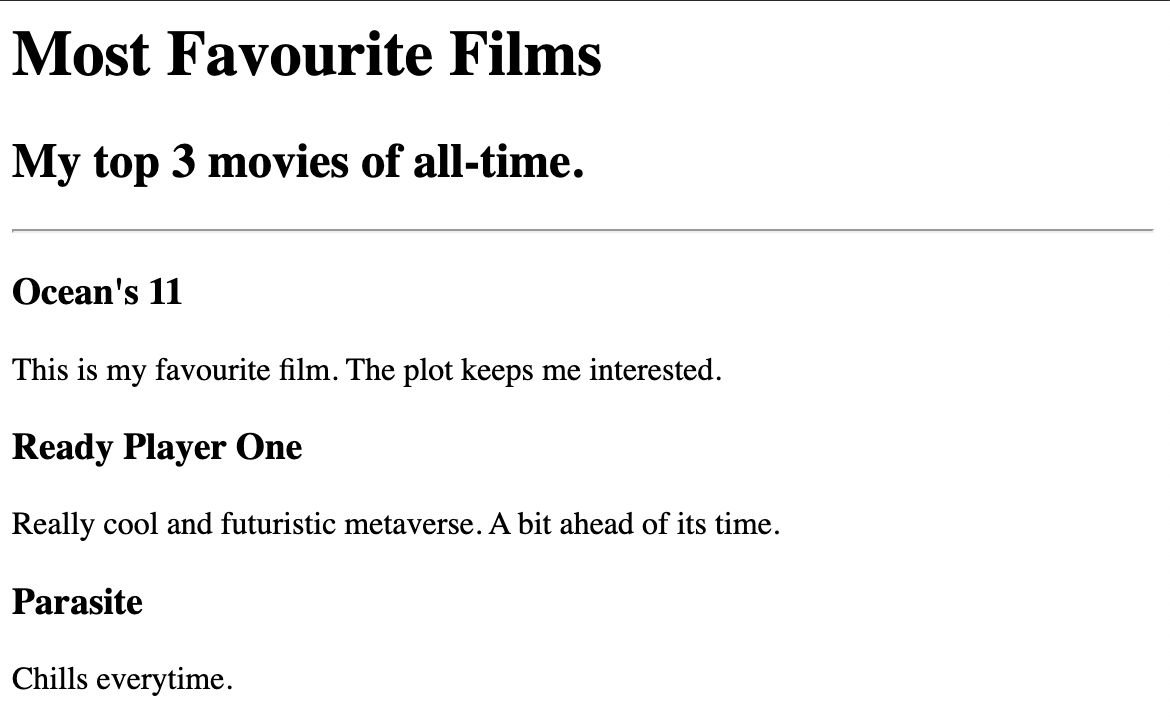 Most Favourite Films
My top 3 movies of all-time.
Ocean's 11
This is my favourite film. The plot keeps me interested.
Ready Player One
Really cool and futuristic metaverse. A bit ahead of its time.
Parasite
Chills everytime.